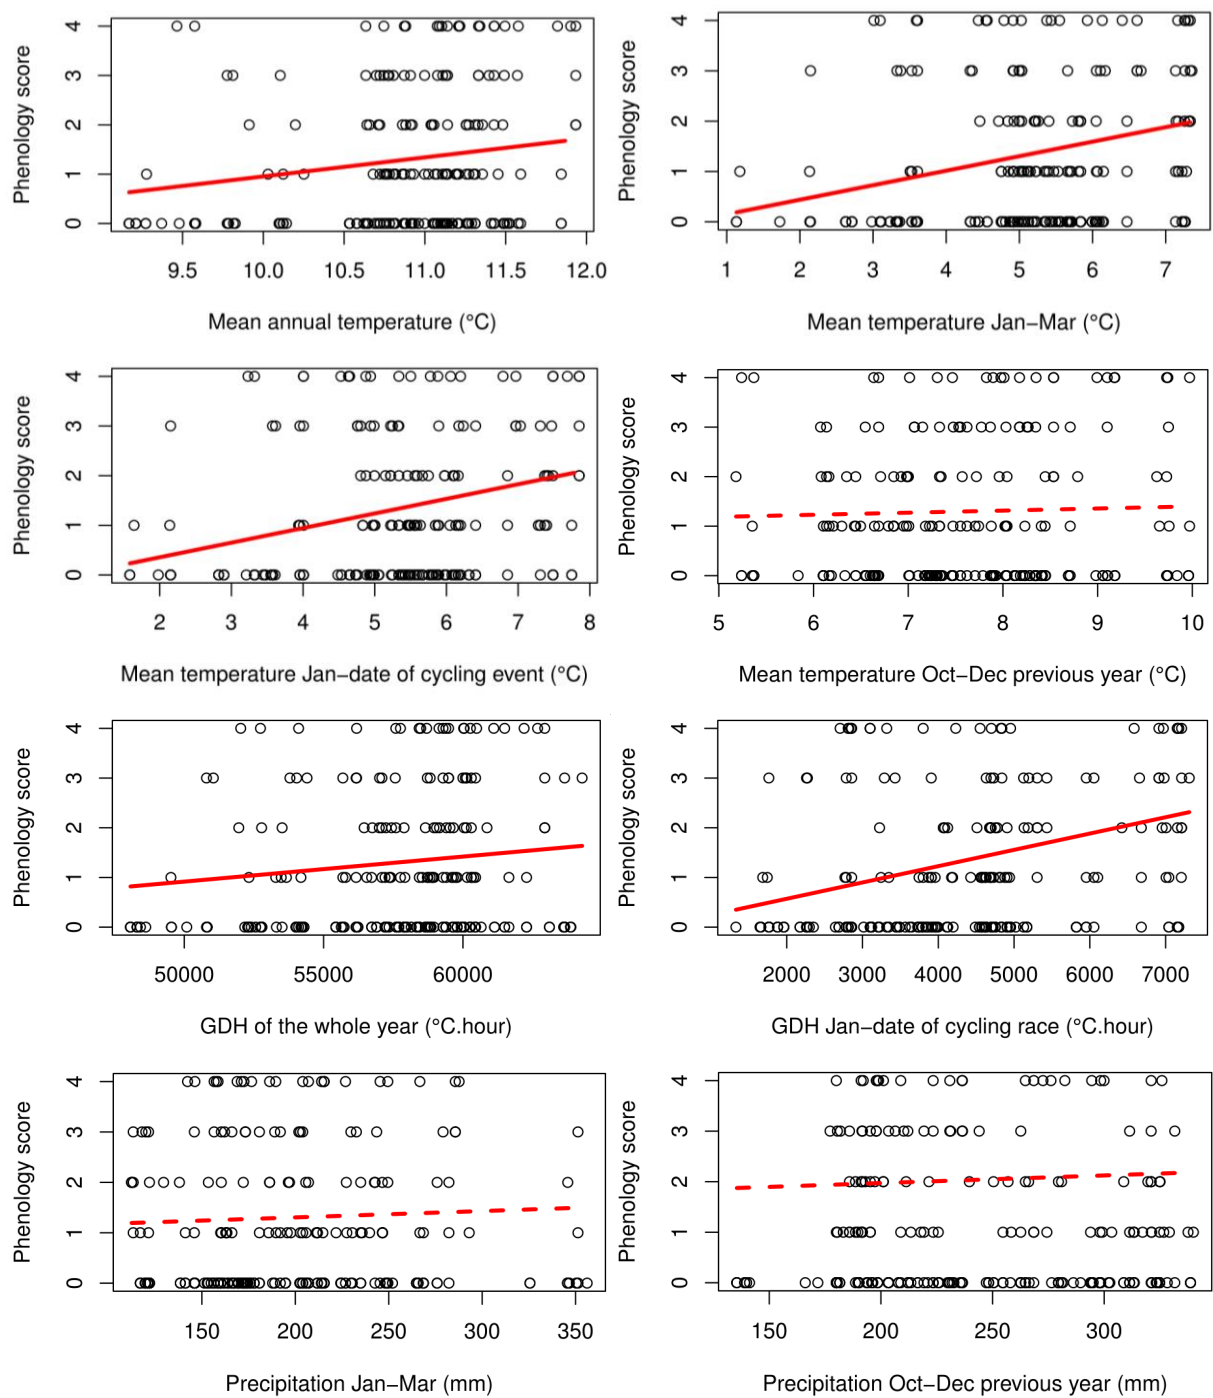 Phenology score
4
3
2
1
0
9.5 10.0 10.5 11.0 11.5 12.0
Mean annual temperature (°C)
Phenology score
4
3
2
1
0
1 2 3 4 5 6 7
Mean temperature Jan–Mar (°C)
Phenology score
4
3
2
1
0
2 3 4 5 6 7 8
Mean temperature Jan–date of cycling event (°C)
Phenology score
4
3
2
1
0
5 6 7 8 9 10
Mean temperature Oct–Dec previous year (°C)
Phenology score
4
3
2
1
0
50000 55000 60000
GDH of the whole year (°C.hour)
Phenology score
4
3
2
1
0
2000 3000 4000 5000 6000 7000
GDH Jan–date of cycling race (°C.hour)
Phenology score
4
3
2
1
0
150 200 250 300 350
Precipitation Jan–Mar (mm)
Phenology score
4
3
2
1
0
150 200 250 300
Precipitation Oct–Dec previous year (mm)